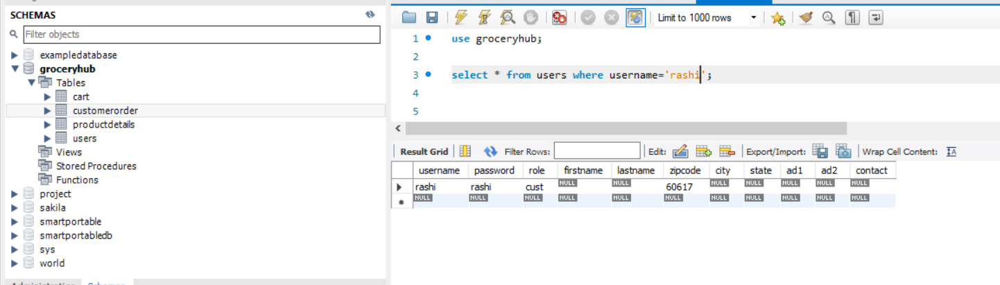 SCHEMAS
Filter objects
exampledatabase
groceryhub
Tables
cart
customerorder
productdetails
users
Views
Stored Procedures
Functions
project
sakila
smartportable
smartportabledb
sys
world
Schemas
Limit to 1000 rows
1 use groceryhub;
2
3 select * from users where username='rashi';
4
5
Result Grid Filter Rows: Edit: Export/Import: Wrap Cell Content:
username password role firstname lastname zipcode city state ad1 ad2 contact
rashi rashi cust NULL NULL 60617 NULL NULL NULL NULL NULL
NULL NULL NULL NULL NULL NULL NULL NULL NULL NULL NULL